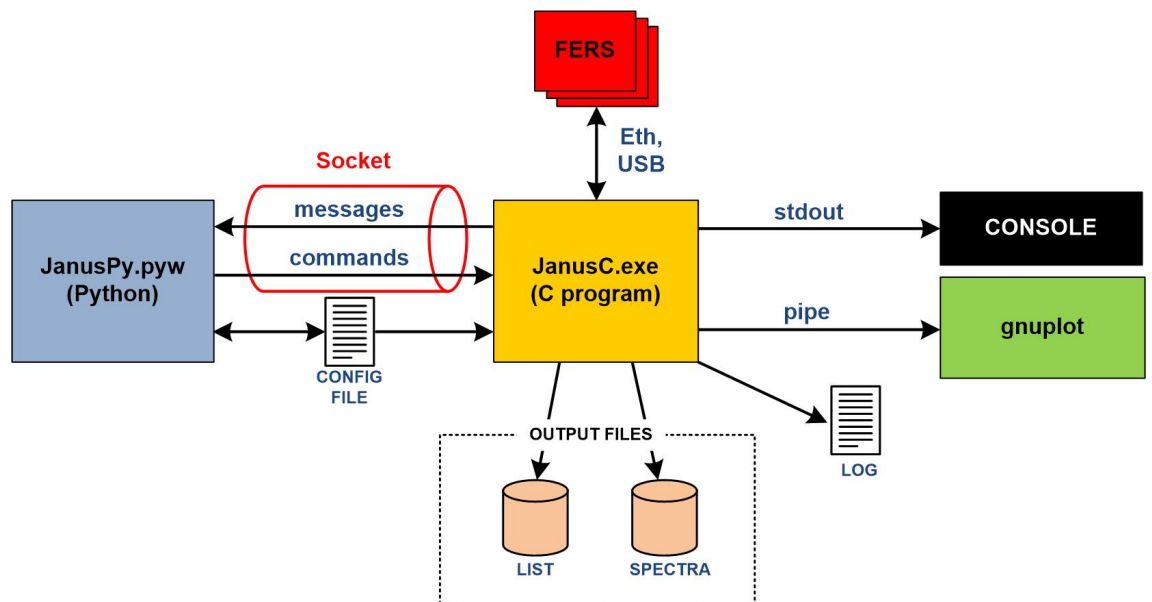 FERS
Eth,
USB
Socket
messages
commands
JanusPy.pyw
(Python)
CONFIG
FILE
JanusC.exe
(C program)
stdout
CONSOLE
pipe
gnuplot
LOG
OUTPUT FILES
LIST
SPECTRA